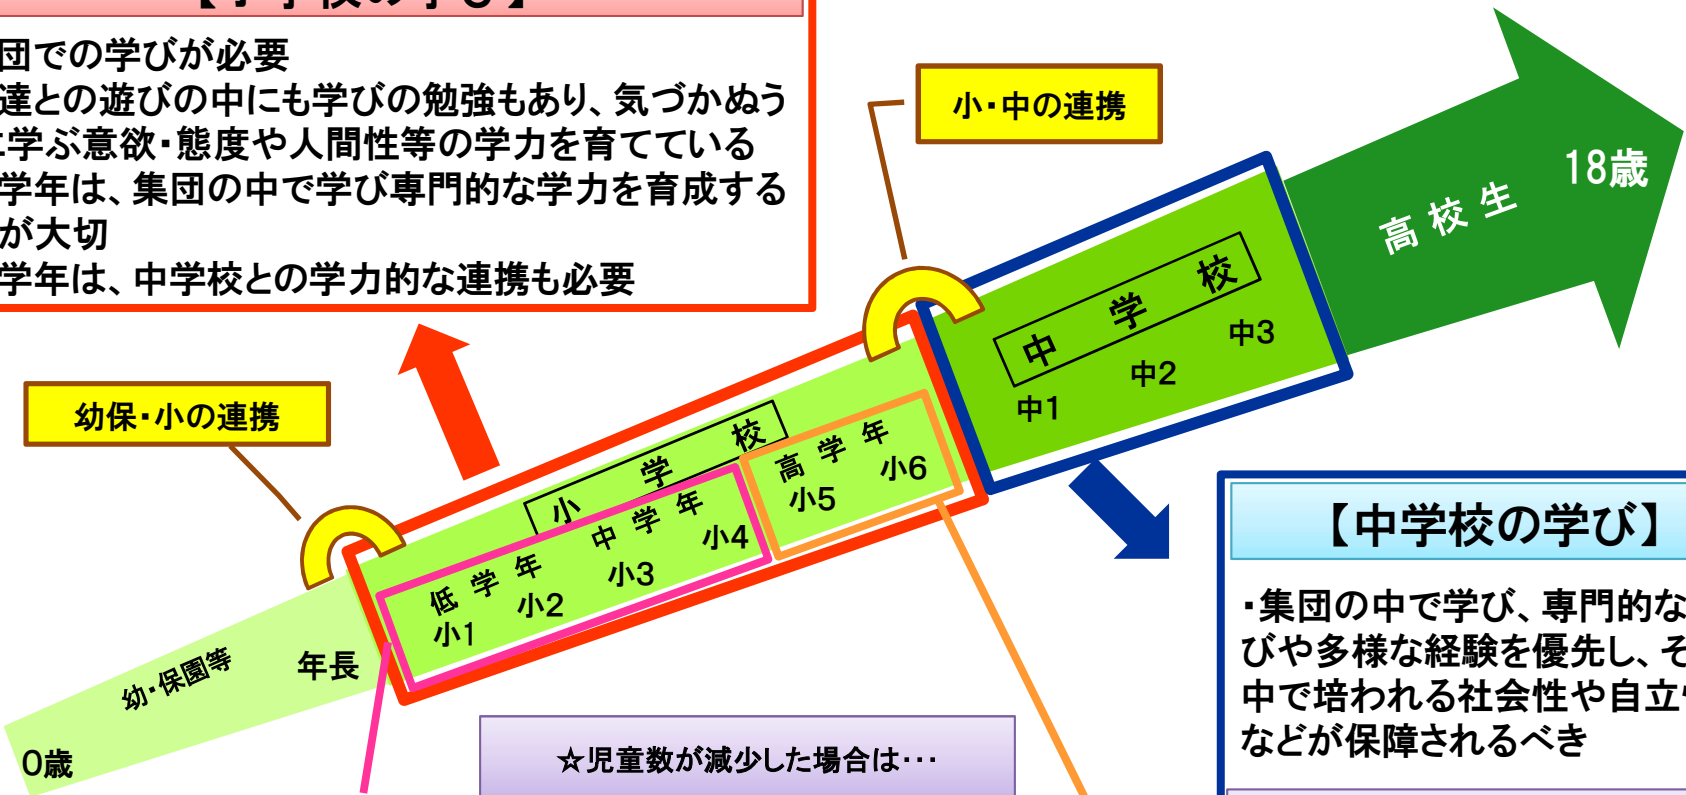 【小学校の学び】
団での学びが必要
達との遊びの中にも学びの勉強もあり、気づかぬう
に学ぶ意欲・態度や人間性等の学力を育てている
学年は、集団の中で学び専門的な学力を育成する
が大切
学年は、中学校との学力的な連携も必要
小・中の連携
18歳
高校生
中学校
中1
中2
中3
幼保・小の連携
小学校
高学年
小5
小6
低学年
中学年
小1
小2
小3
小4
幼・保園等
年長
0歳
☆児童数が減少した場合は・・・
【中学校の学び】
・集団の中で学び、専門的な
びや多様な経験を優先し、そ
中で培われる社会性や自立
などが保障されるべき